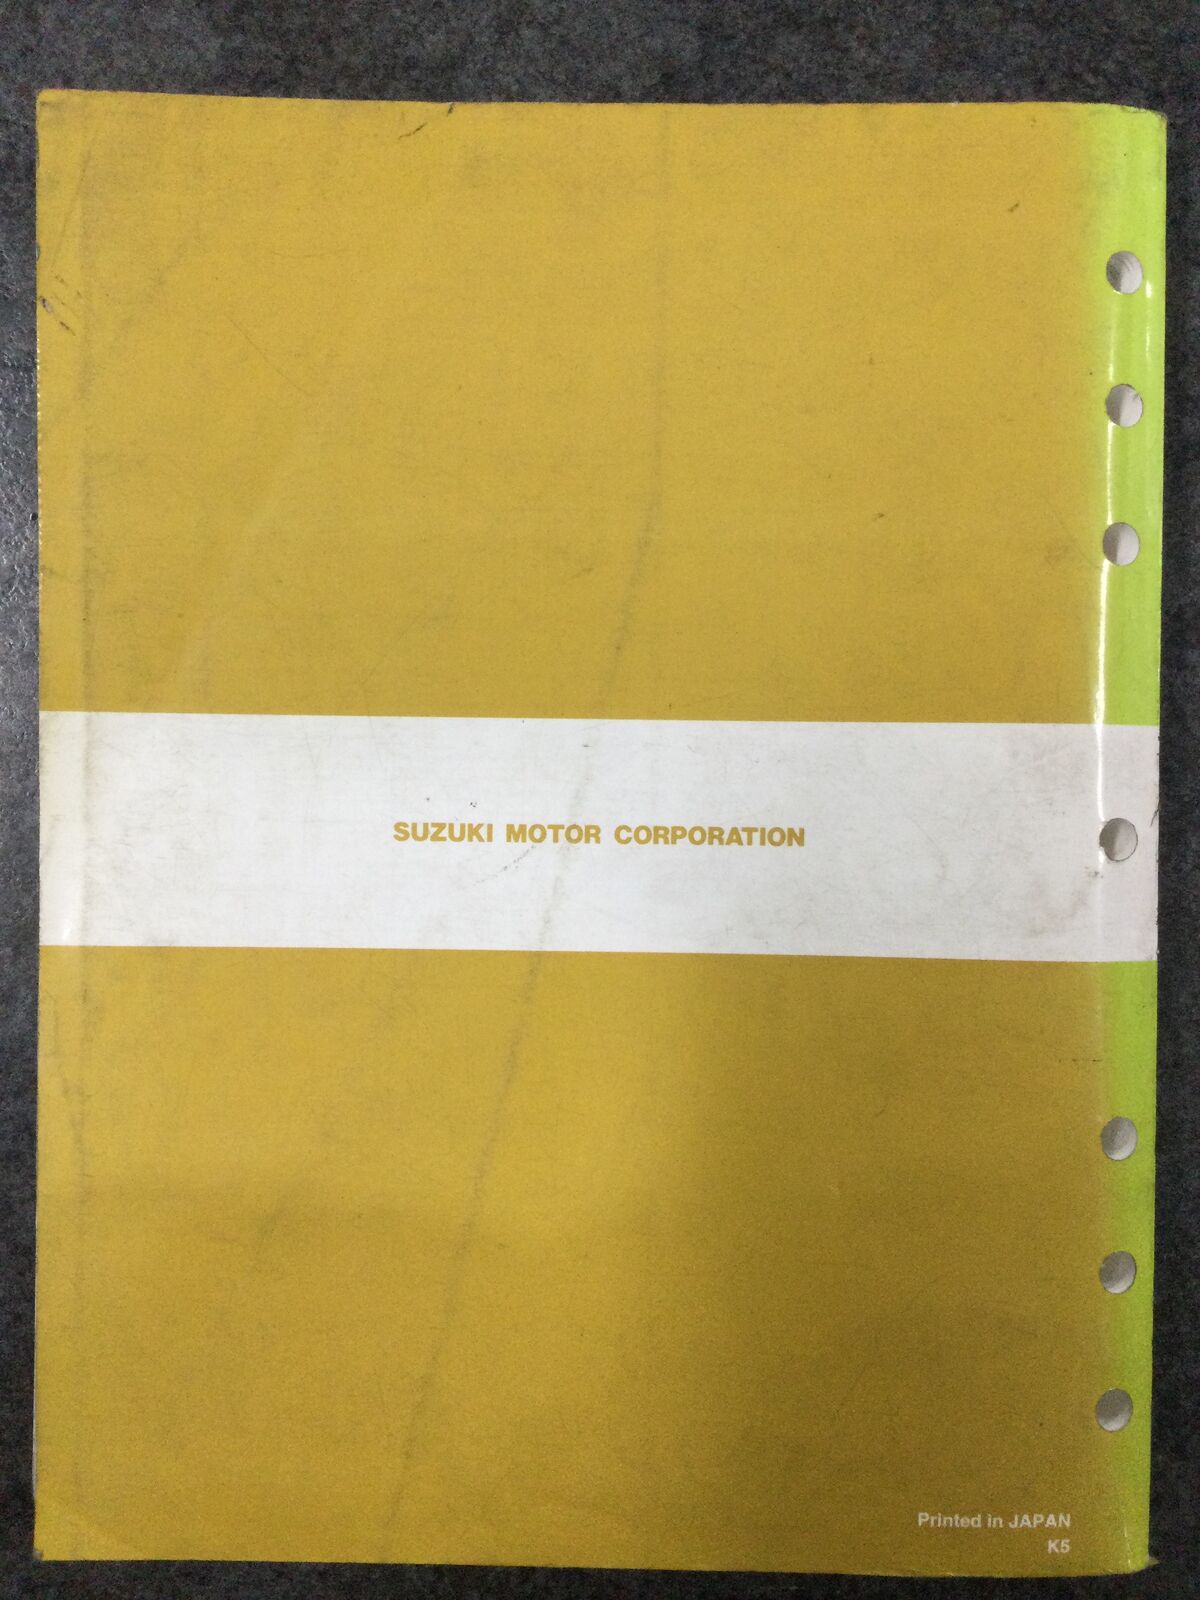 SUZUKI MOTOR CORPORATION
Printed in JAPAN
K5